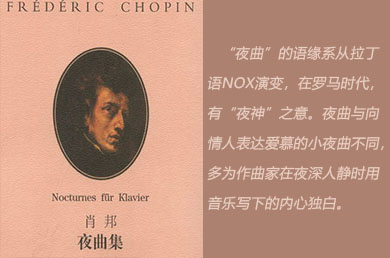 FRÉDÉRIC CHOPIN
Nocturnes für Klavier
肖 邦
夜曲集
“夜曲”的语缘系从拉丁
语NOX演变，在罗马时代，
有“夜神”之意。夜曲与向
情人表达爱慕的小夜曲不同，
多为作曲家在夜深人静时用
音乐写下的内心独白。